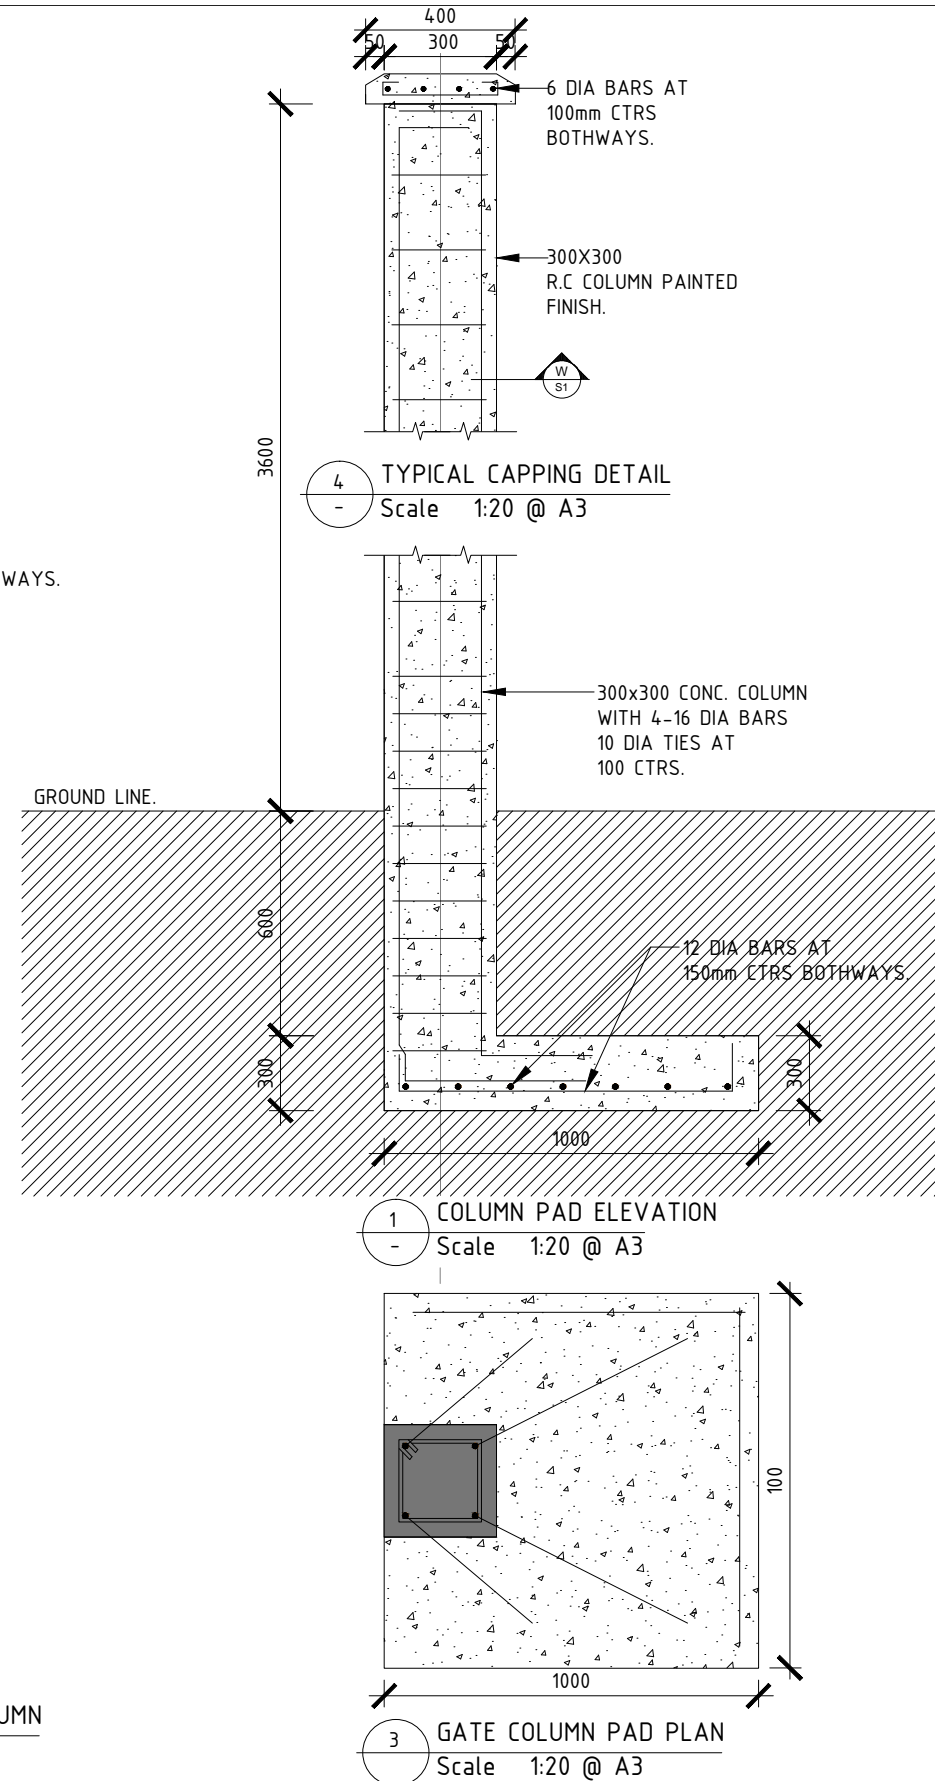 400
50 300 50
6 DIA BARS AT
100mm CTRS
BOTHWAYS.
300X300
R.C COLUMN PAINTED
FINISH.
W
S1
3600
4 TYPICAL CAPPING DETAIL
- Scale 1:20 @ A3
WAYS.
300x300 CONC. COLUMN
WITH 4-16 DIA BARS
10 DIA TIES AT
100 CTRS.
GROUND LINE.
600
12 DIA BARS AT
150mm CTRS BOTHWAYS.
300
300
1000
1 COLUMN PAD ELEVATION
- Scale 1:20 @ A3
100
1000
UMN
3 GATE COLUMN PAD PLAN
Scale 1:20 @ A3